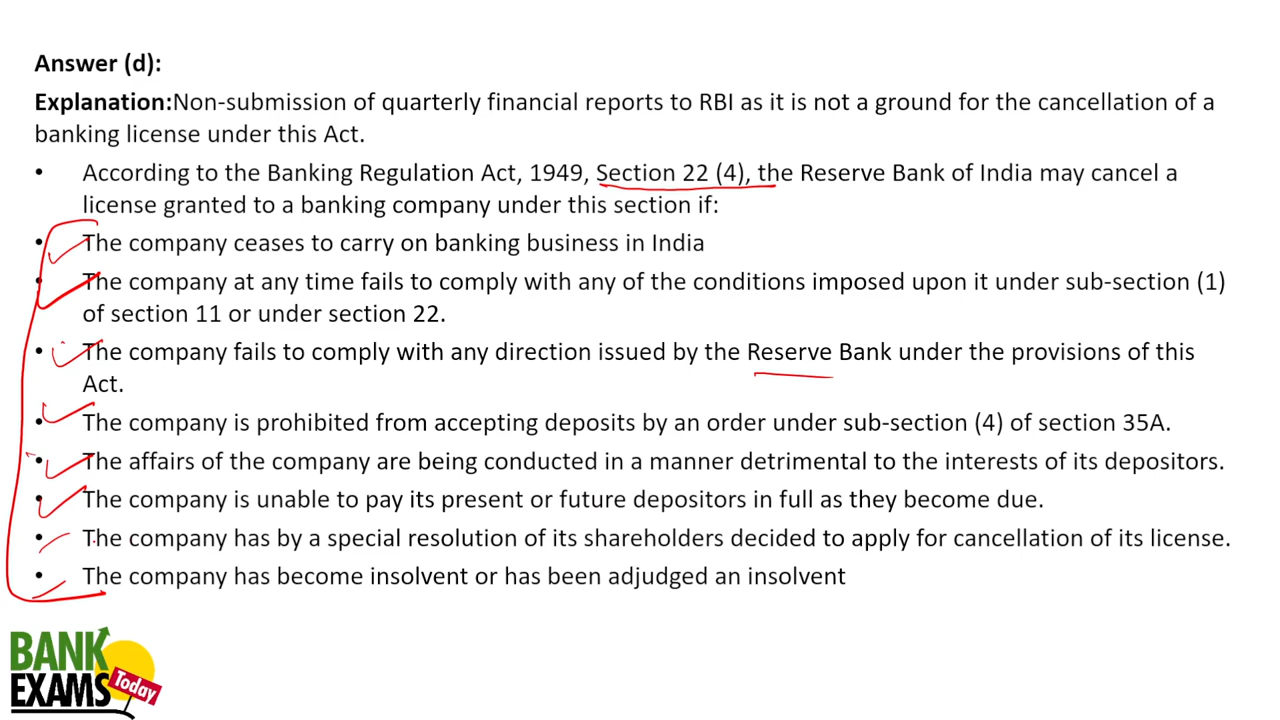 Answer (d):
Explanation:Non-submission of quarterly financial reports to RBI as it is not a ground for the cancellation of a
banking license under this Act.
• According to the Banking Regulation Act, 1949, Section 22 (4), the Reserve Bank of India may cancel a
license granted to a banking company under this section if:
• The company ceases to carry on banking business in India
• The company at any time fails to comply with any of the conditions imposed upon it under sub-section (1)
of section 11 or under section 22.
• The company fails to comply with any direction issued by the Reserve Bank under the provisions of this
Act.
• The company is prohibited from accepting deposits by an order under sub-section (4) of section 35A.
• The affairs of the company are being conducted in a manner detrimental to the interests of its depositors.
• The company is unable to pay its present or future depositors in full as they become due.
• The company has by a special resolution of its shareholders decided to apply for cancellation of its license.
• The company has become insolvent or has been adjudged an insolvent
BANK
EXAMS
Today